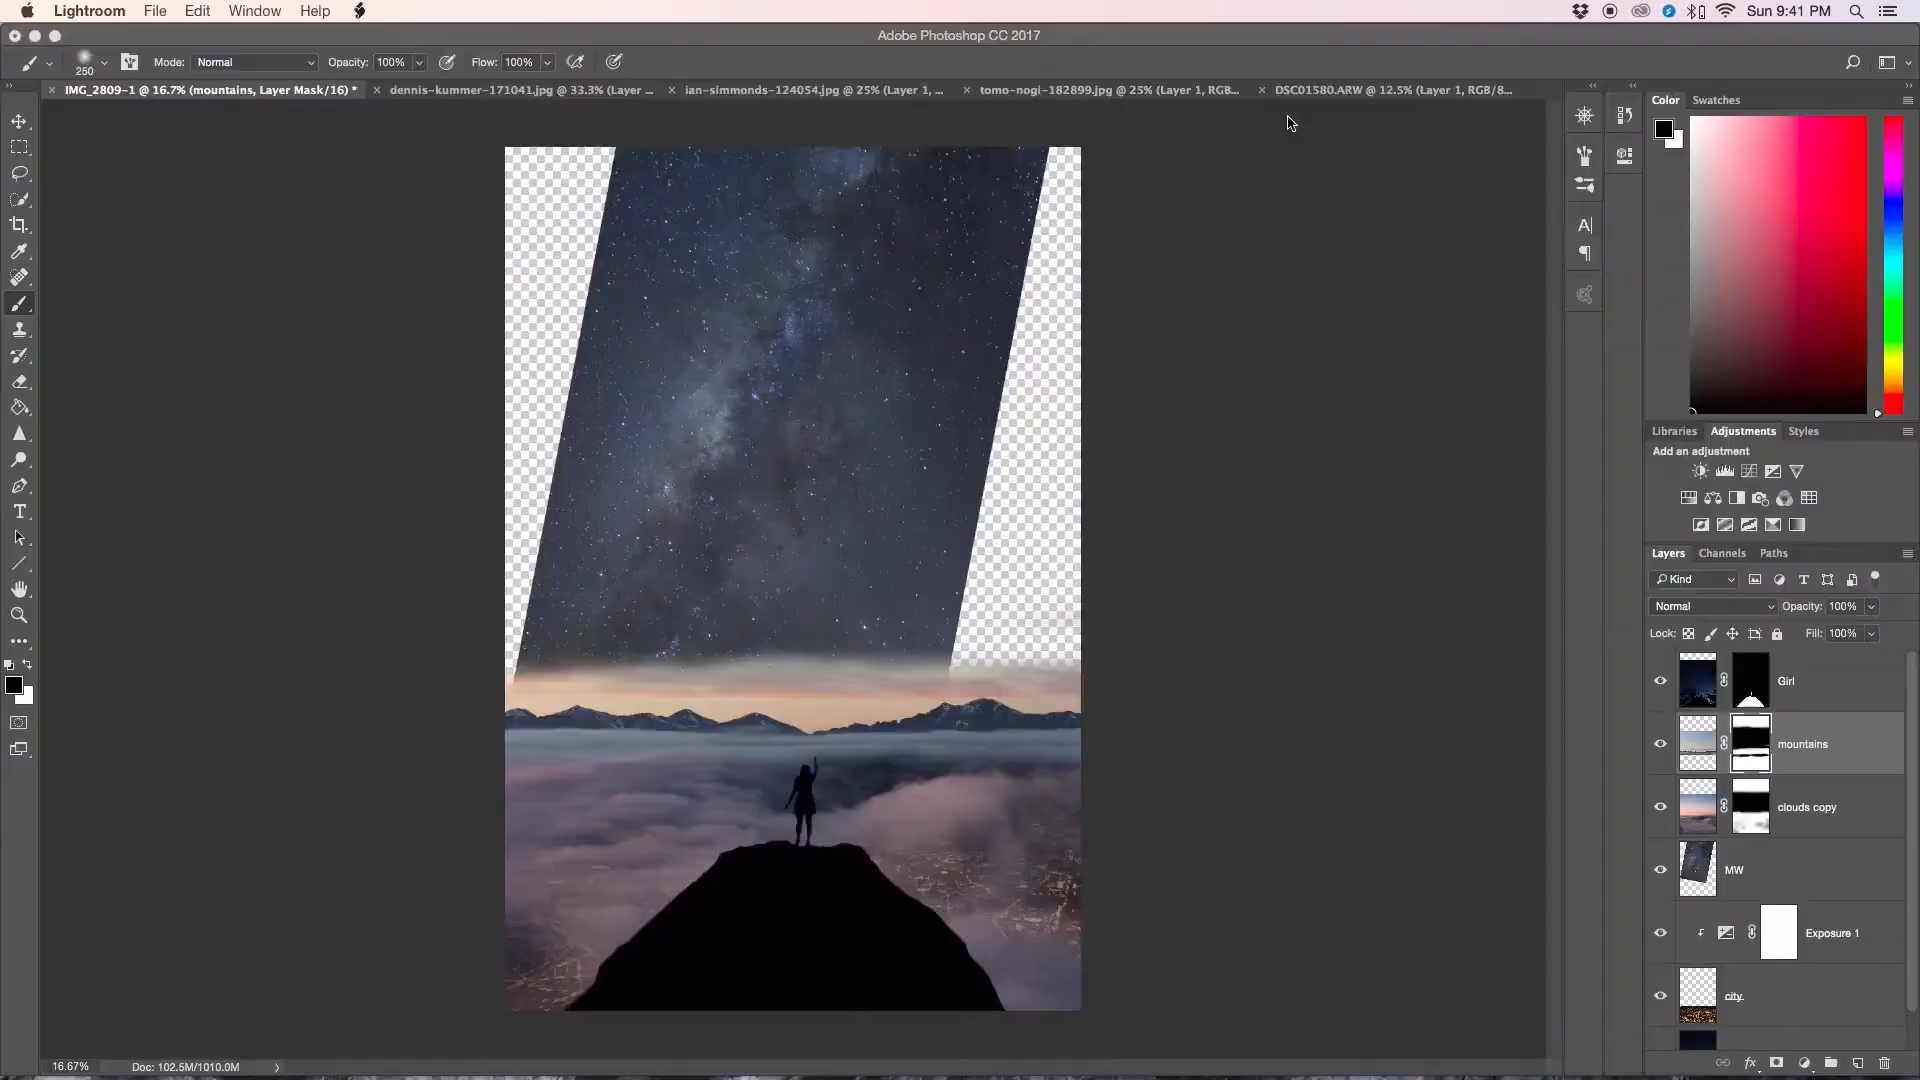 Lightroom File Edit Window Help Sun 9:41 PM
Adobe Photoshop CC 2017
250 Mode: Normal Opacity: 100% Flow: 100%
IMG_2809-1 @ 16.7% (mountains, Layer Mask/16) * dennis-kummer-171041.jpg @ 33.3% (Layer ... ian-simmonds-124054.jpg @ 25% (Layer 1, ... tomo-nogi-182899.jpg @ 25% (Layer 1, RGB... DSC01580.ARW @ 12.5% (Layer 1, RGB/8...
Color Swatches
Libraries Adjustments Styles
Add an adjustment
Layers Channels Paths
Kind
Normal Opacity: 100%
Lock: Fill: 100%
Girl
mountains
clouds copy
MW
Exposure 1
city
16.67% Doc: 102.5M/1010.0M